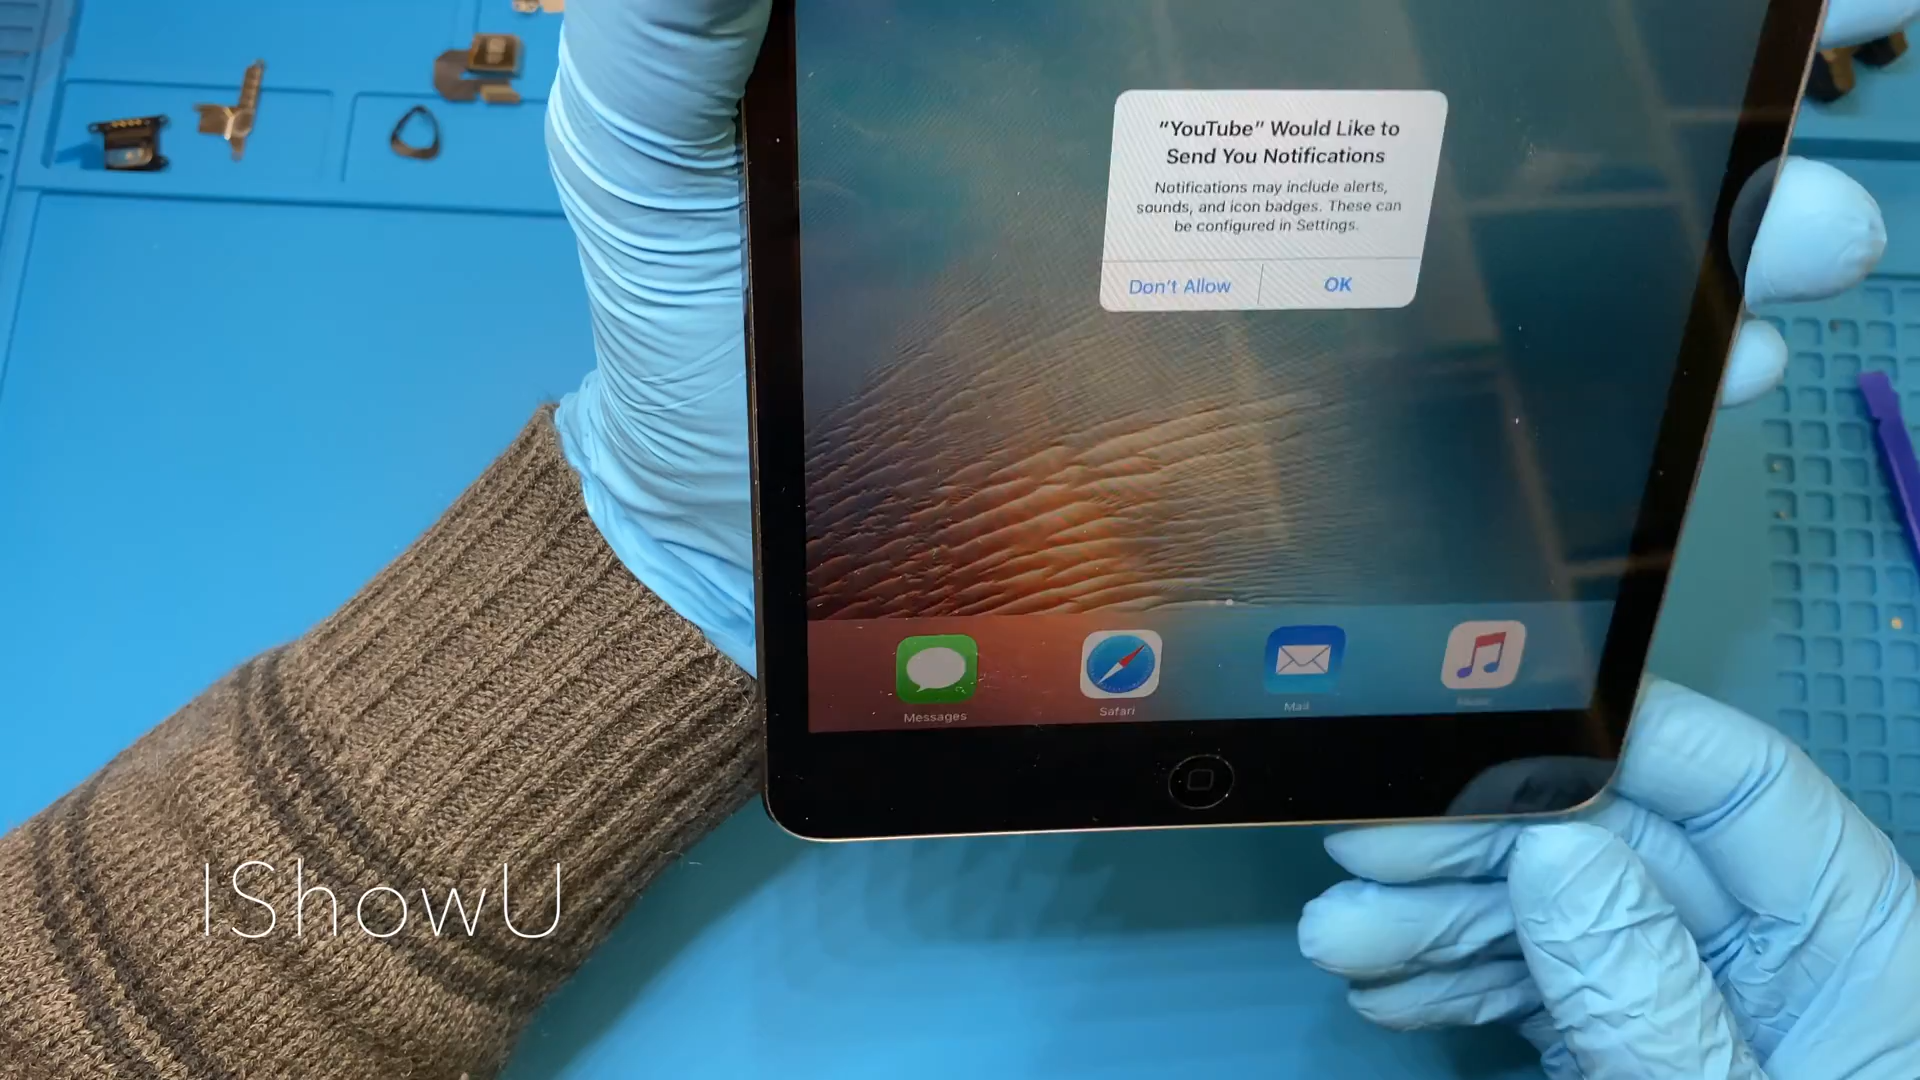 “YouTube” Would Like to
Send You Notifications
Notifications may include alerts,
sounds, and icon badges. These can
be configured in Settings.
Don’t Allow OK
Messages Safari Mail Music
IShowU